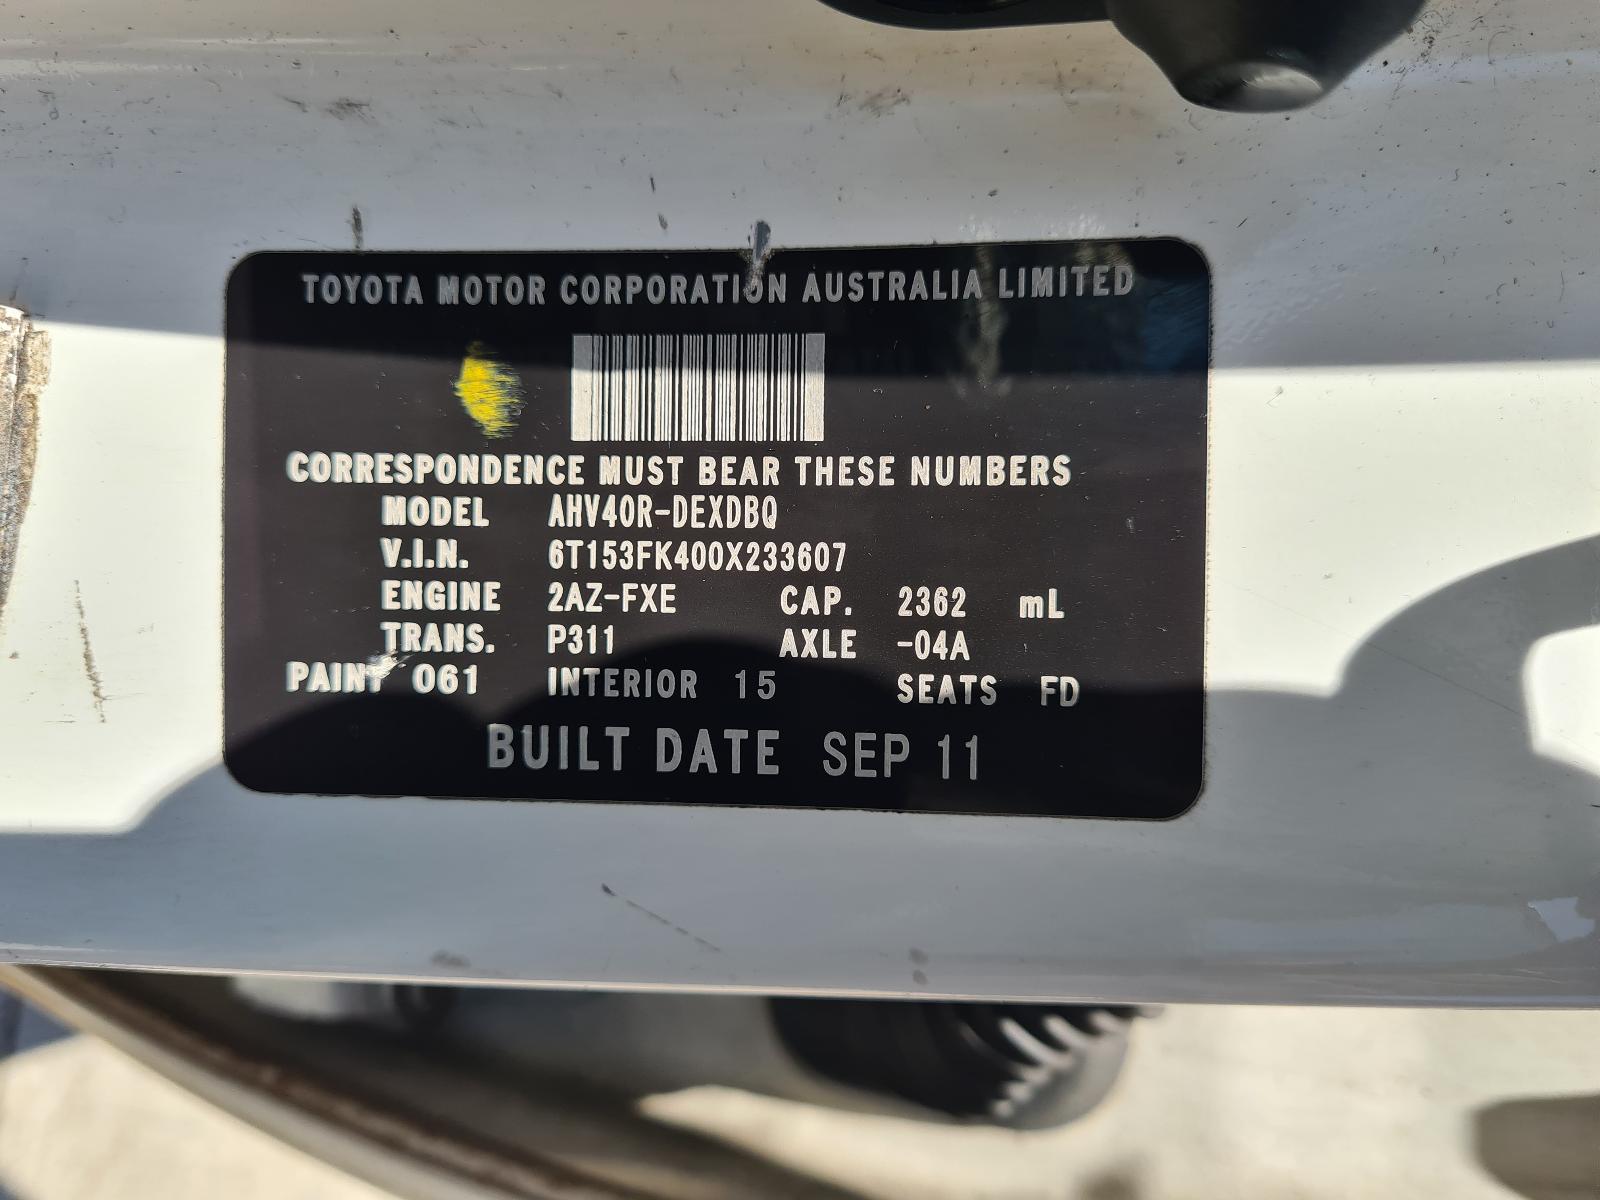 TOYOTA MOTOR CORPORATION AUSTRALIA LIMITED
CORRESPONDENCE MUST BEAR THESE NUMBERS
MODEL AHV40R-DEXDBQ
V.I.N. 6T153FK400X233607
ENGINE 2AZ-FXE CAP. 2362 mL
TRANS. P311 AXLE -04A
PAINT 061 INTERIOR 15 SEATS FD
BUILT DATE SEP 11